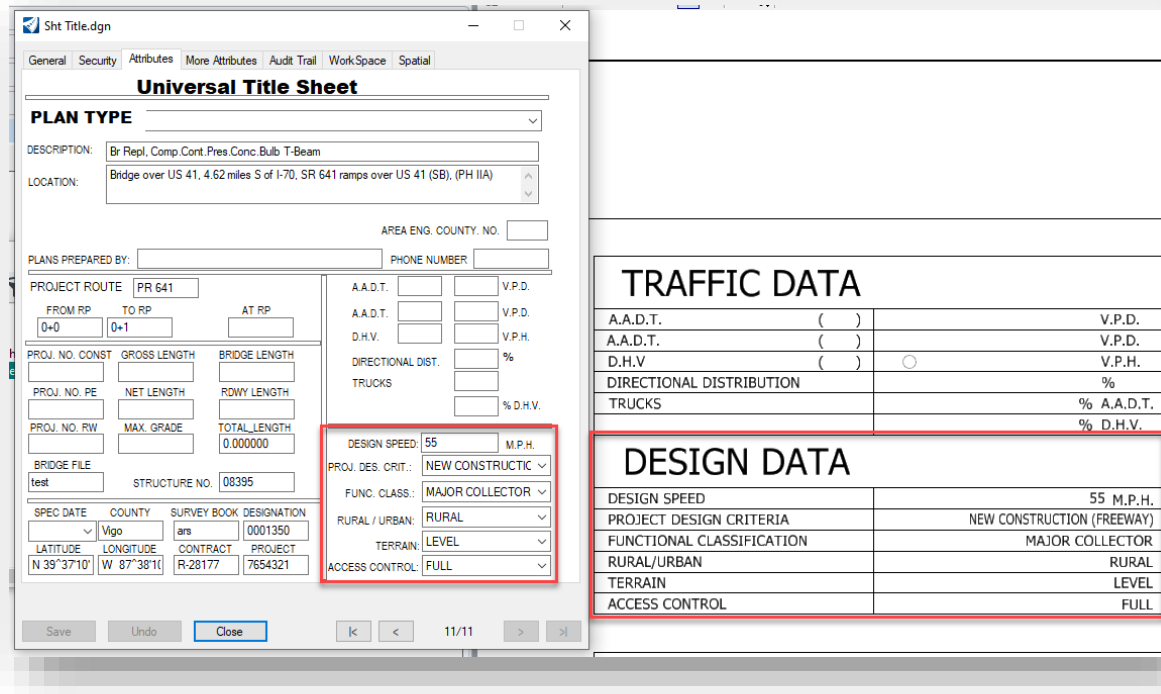 Sht Title.dgn
General Security Attributes More Attributes Audit Trail WorkSpace Spatial
Universal Title Sheet
PLAN TYPE
DESCRIPTION: Br Repl, Comp.Cont.Pres.Conc.Bulb T-Beam
LOCATION: Bridge over US 41, 4.62 miles S of I-70, SR 641 ramps over US 41 (SB), (PH IIA)
AREA ENG. COUNTY. NO.
PLANS PREPARED BY: PHONE NUMBER
PROJECT ROUTE PR 641
FROM RP TO RP AT RP
0+0 0+1
PROJ. NO. CONST GROSS LENGTH BRIDGE LENGTH
PROJ. NO. PE NET LENGTH RDWY LENGTH
PROJ. NO. RW MAX. GRADE TOTAL_LENGTH
0.000000
BRIDGE FILE
test STRUCTURE NO. 08395
SPEC DATE COUNTY SURVEY BOOK DESIGNATION
Vigo ars 0001350
LATITUDE LONGITUDE CONTRACT PROJECT
N 39^37'10' W 87^38'1( R-28177 7654321
A.A.D.T. V.P.D.
A.A.D.T. V.P.D.
D.H.V. V.P.H.
DIRECTIONAL DIST. %
TRUCKS
% D.H.V.
DESIGN SPEED: 55 M.P.H.
PROJ. DES. CRIT.: NEW CONSTRUCTIC
FUNC. CLASS.: MAJOR COLLECTOR
RURAL / URBAN: RURAL
TERRAIN: LEVEL
ACCESS CONTROL: FULL
Save Undo Close |< < 11/11 > >|
TRAFFIC DATA
A.A.D.T. ( ) V.P.D.
A.A.D.T. ( ) V.P.D.
D.H.V ( ) V.P.H.
DIRECTIONAL DISTRIBUTION %
TRUCKS % A.A.D.T.
% D.H.V.
DESIGN DATA
DESIGN SPEED 55 M.P.H.
PROJECT DESIGN CRITERIA NEW CONSTRUCTION (FREEWAY)
FUNCTIONAL CLASSIFICATION MAJOR COLLECTOR
RURAL/URBAN RURAL
TERRAIN LEVEL
ACCESS CONTROL FULL